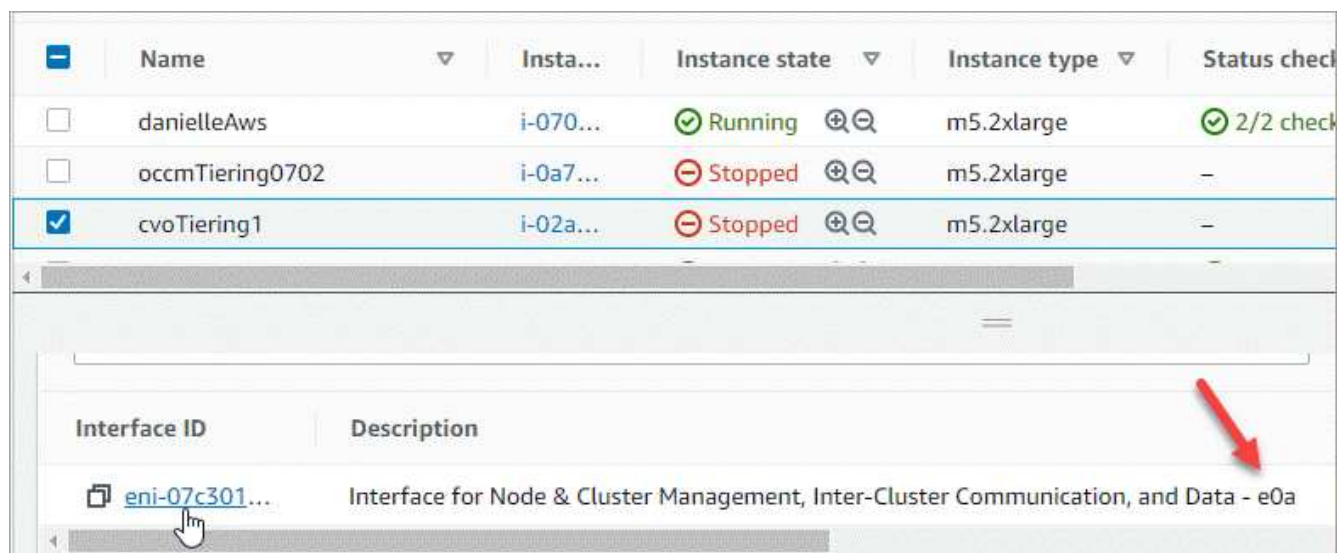 Name Insta... Instance state Instance type Status check
danielleAws i-070... Running m5.2xlarge 2/2 check
occmTiering0702 i-0a7... Stopped m5.2xlarge –
cvoTiering1 i-02a... Stopped m5.2xlarge –
Interface ID Description
eni-07c301... Interface for Node & Cluster Management, Inter-Cluster Communication, and Data - e0a